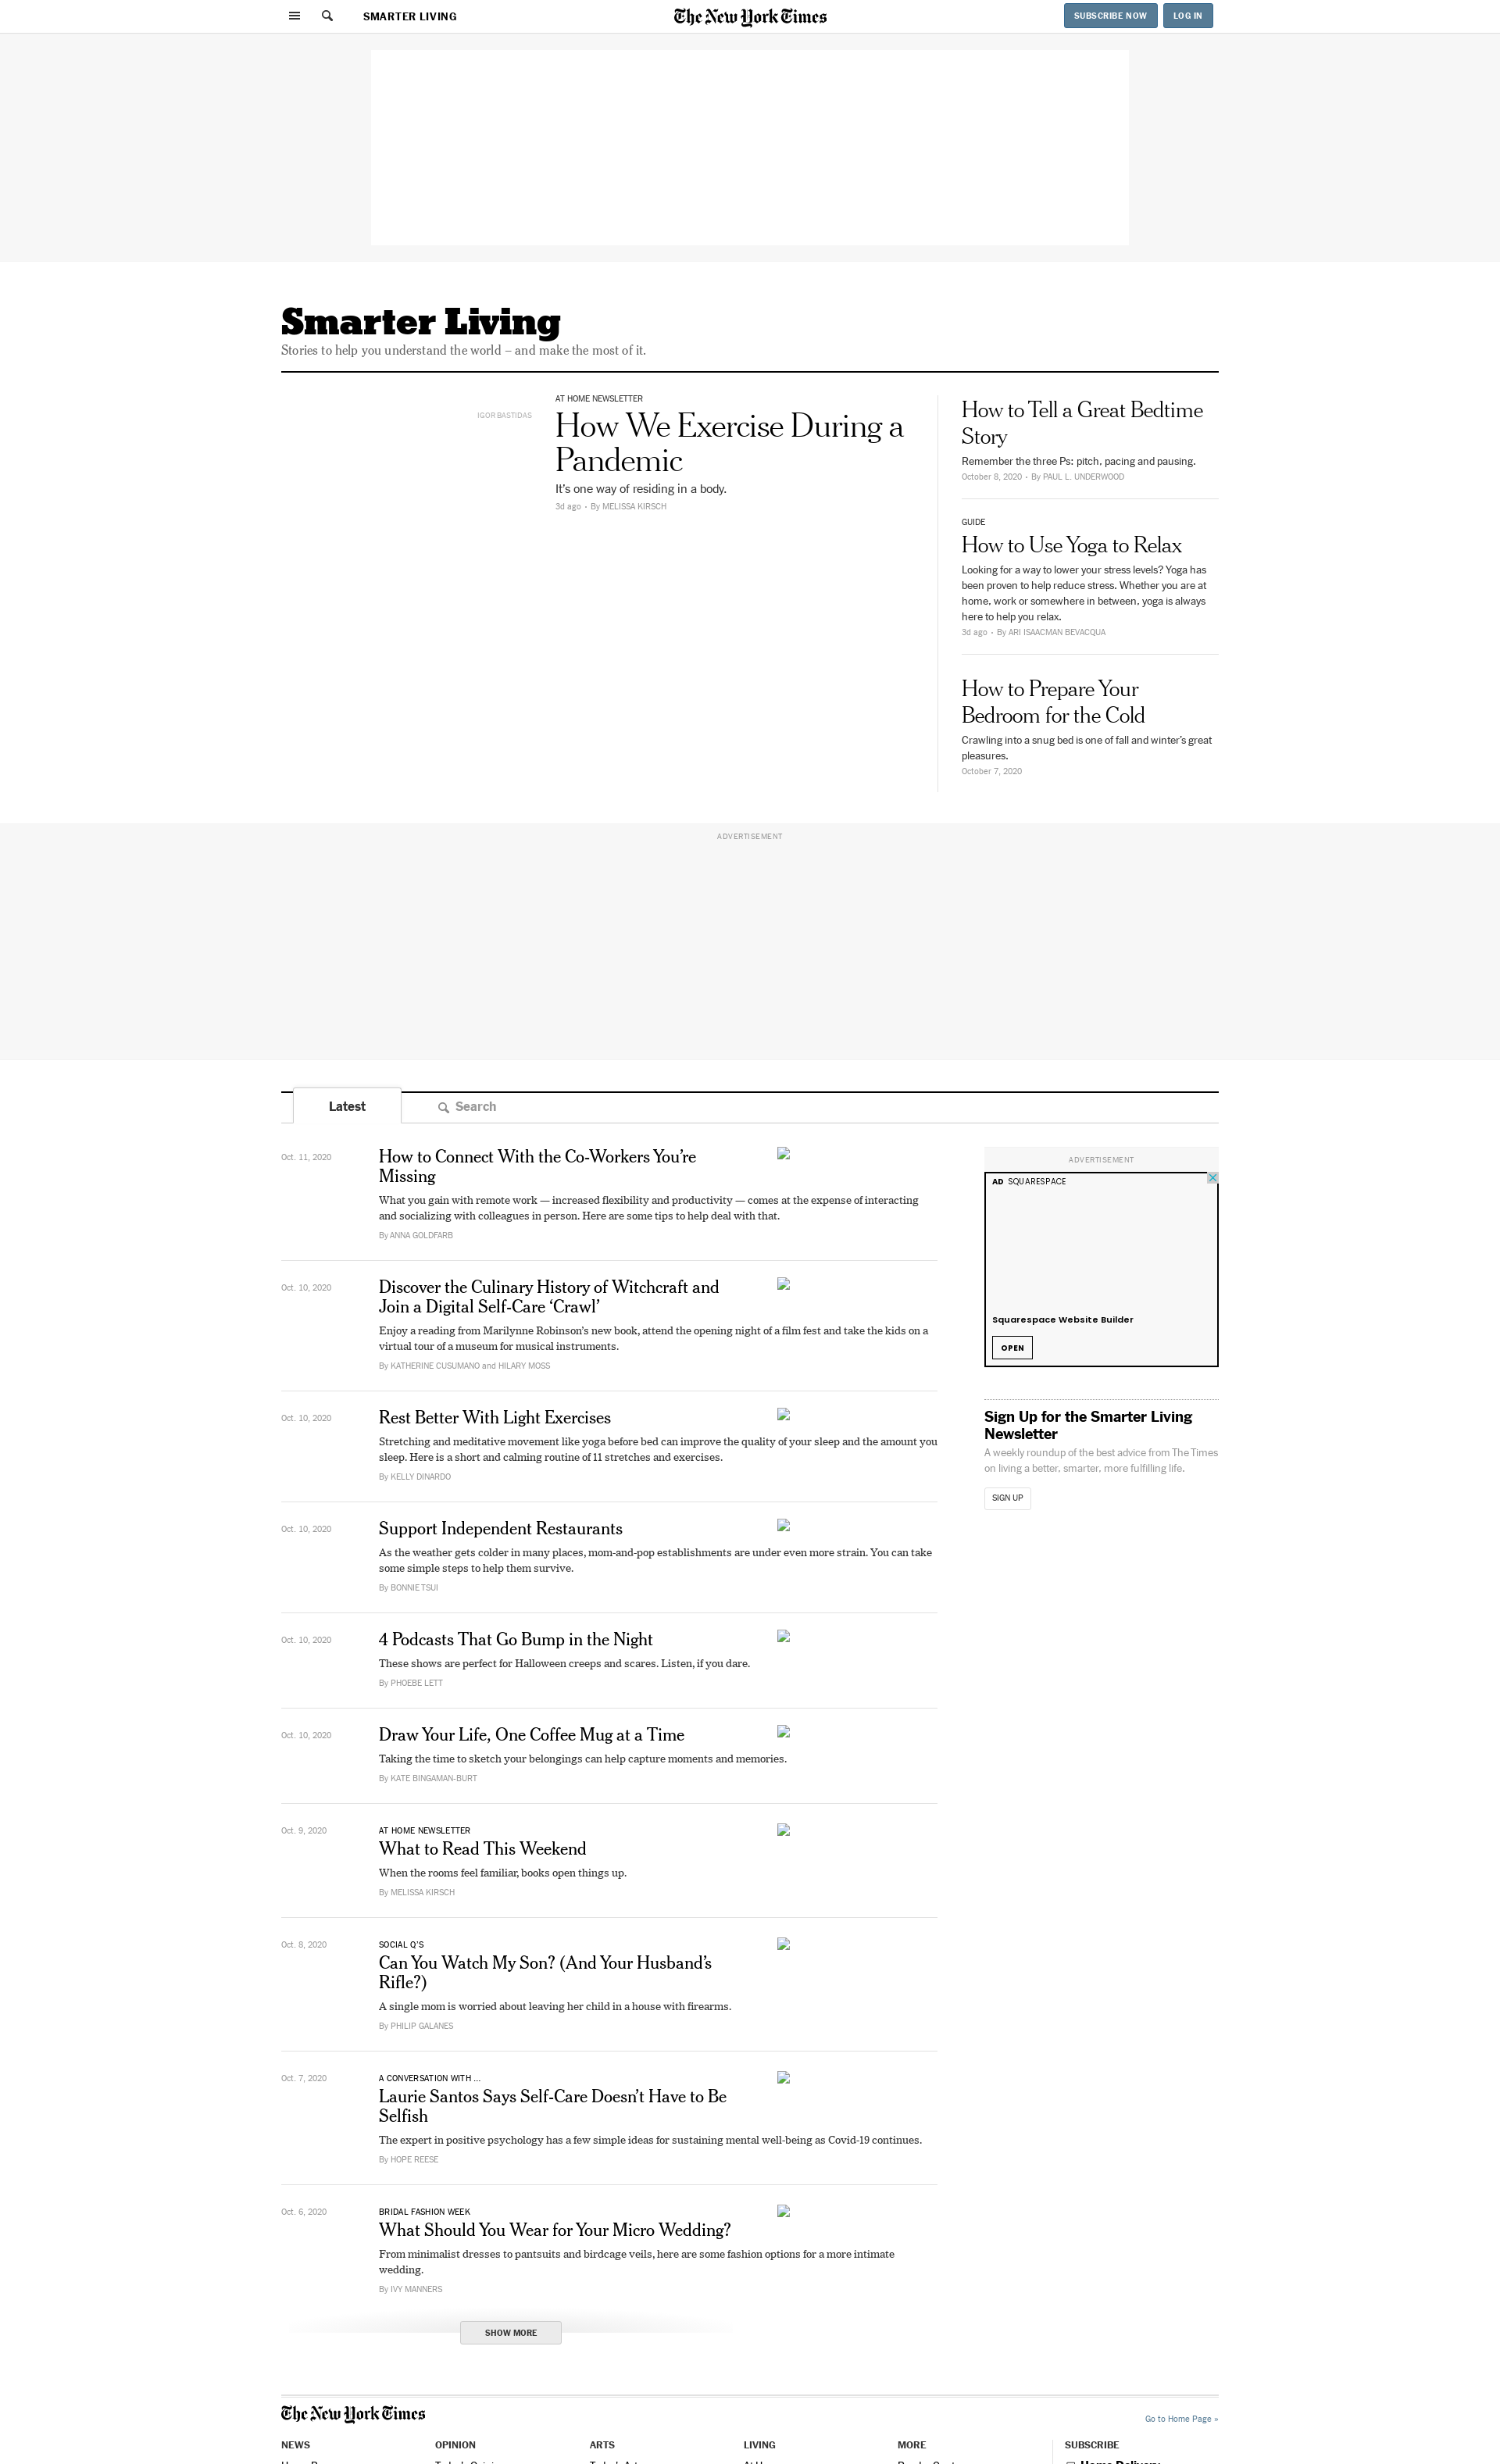 SMARTER LIVING
The New York Times
SUBSCRIBE NOW
LOG IN
Smarter Living
Stories to help you understand the world – and make the most of it.
IGOR BASTIDAS
AT HOME NEWSLETTER
How We Exercise During a
Pandemic
It’s one way of residing in a body.
3d ago • By MELISSA KIRSCH
How to Tell a Great Bedtime
Story
Remember the three Ps: pitch, pacing and pausing.
October 8, 2020 • By PAUL L. UNDERWOOD
GUIDE
How to Use Yoga to Relax
Looking for a way to lower your stress levels? Yoga has
been proven to help reduce stress. Whether you are at
home, work or somewhere in between, yoga is always
here to help you relax.
3d ago • By ARI ISAACMAN BEVACQUA
How to Prepare Your
Bedroom for the Cold
Crawling into a snug bed is one of fall and winter’s great
pleasures.
October 7, 2020
ADVERTISEMENT
Latest
Search
Oct. 11, 2020
How to Connect With the Co-Workers You’re
Missing
What you gain with remote work — increased flexibility and productivity — comes at the expense of interacting
and socializing with colleagues in person. Here are some tips to help deal with that.
By ANNA GOLDFARB
Oct. 10, 2020
Discover the Culinary History of Witchcraft and
Join a Digital Self-Care ‘Crawl’
Enjoy a reading from Marilynne Robinson’s new book, attend the opening night of a film fest and take the kids on a
virtual tour of a museum for musical instruments.
By KATHERINE CUSUMANO and HILARY MOSS
Oct. 10, 2020
Rest Better With Light Exercises
Stretching and meditative movement like yoga before bed can improve the quality of your sleep and the amount you
sleep. Here is a short and calming routine of 11 stretches and exercises.
By KELLY DINARDO
Oct. 10, 2020
Support Independent Restaurants
As the weather gets colder in many places, mom-and-pop establishments are under even more strain. You can take
some simple steps to help them survive.
By BONNIE TSUI
Oct. 10, 2020
4 Podcasts That Go Bump in the Night
These shows are perfect for Halloween creeps and scares. Listen, if you dare.
By PHOEBE LETT
Oct. 10, 2020
Draw Your Life, One Coffee Mug at a Time
Taking the time to sketch your belongings can help capture moments and memories.
By KATE BINGAMAN-BURT
Oct. 9, 2020
AT HOME NEWSLETTER
What to Read This Weekend
When the rooms feel familiar, books open things up.
By MELISSA KIRSCH
Oct. 8, 2020
SOCIAL Q’S
Can You Watch My Son? (And Your Husband’s
Rifle?)
A single mom is worried about leaving her child in a house with firearms.
By PHILIP GALANES
Oct. 7, 2020
A CONVERSATION WITH ...
Laurie Santos Says Self-Care Doesn’t Have to Be
Selfish
The expert in positive psychology has a few simple ideas for sustaining mental well-being as Covid-19 continues.
By HOPE REESE
Oct. 6, 2020
BRIDAL FASHION WEEK
What Should You Wear for Your Micro Wedding?
From minimalist dresses to pantsuits and birdcage veils, here are some fashion options for a more intimate
wedding.
By IVY MANNERS
SHOW MORE
ADVERTISEMENT
AD SQUARESPACE
Squarespace Website Builder
OPEN
Sign Up for the Smarter Living
Newsletter
A weekly roundup of the best advice from The Times
on living a better, smarter, more fulfilling life.
SIGN UP
The New York Times
Go to Home Page »
NEWS
OPINION
ARTS
LIVING
MORE
SUBSCRIBE
Home Delivery